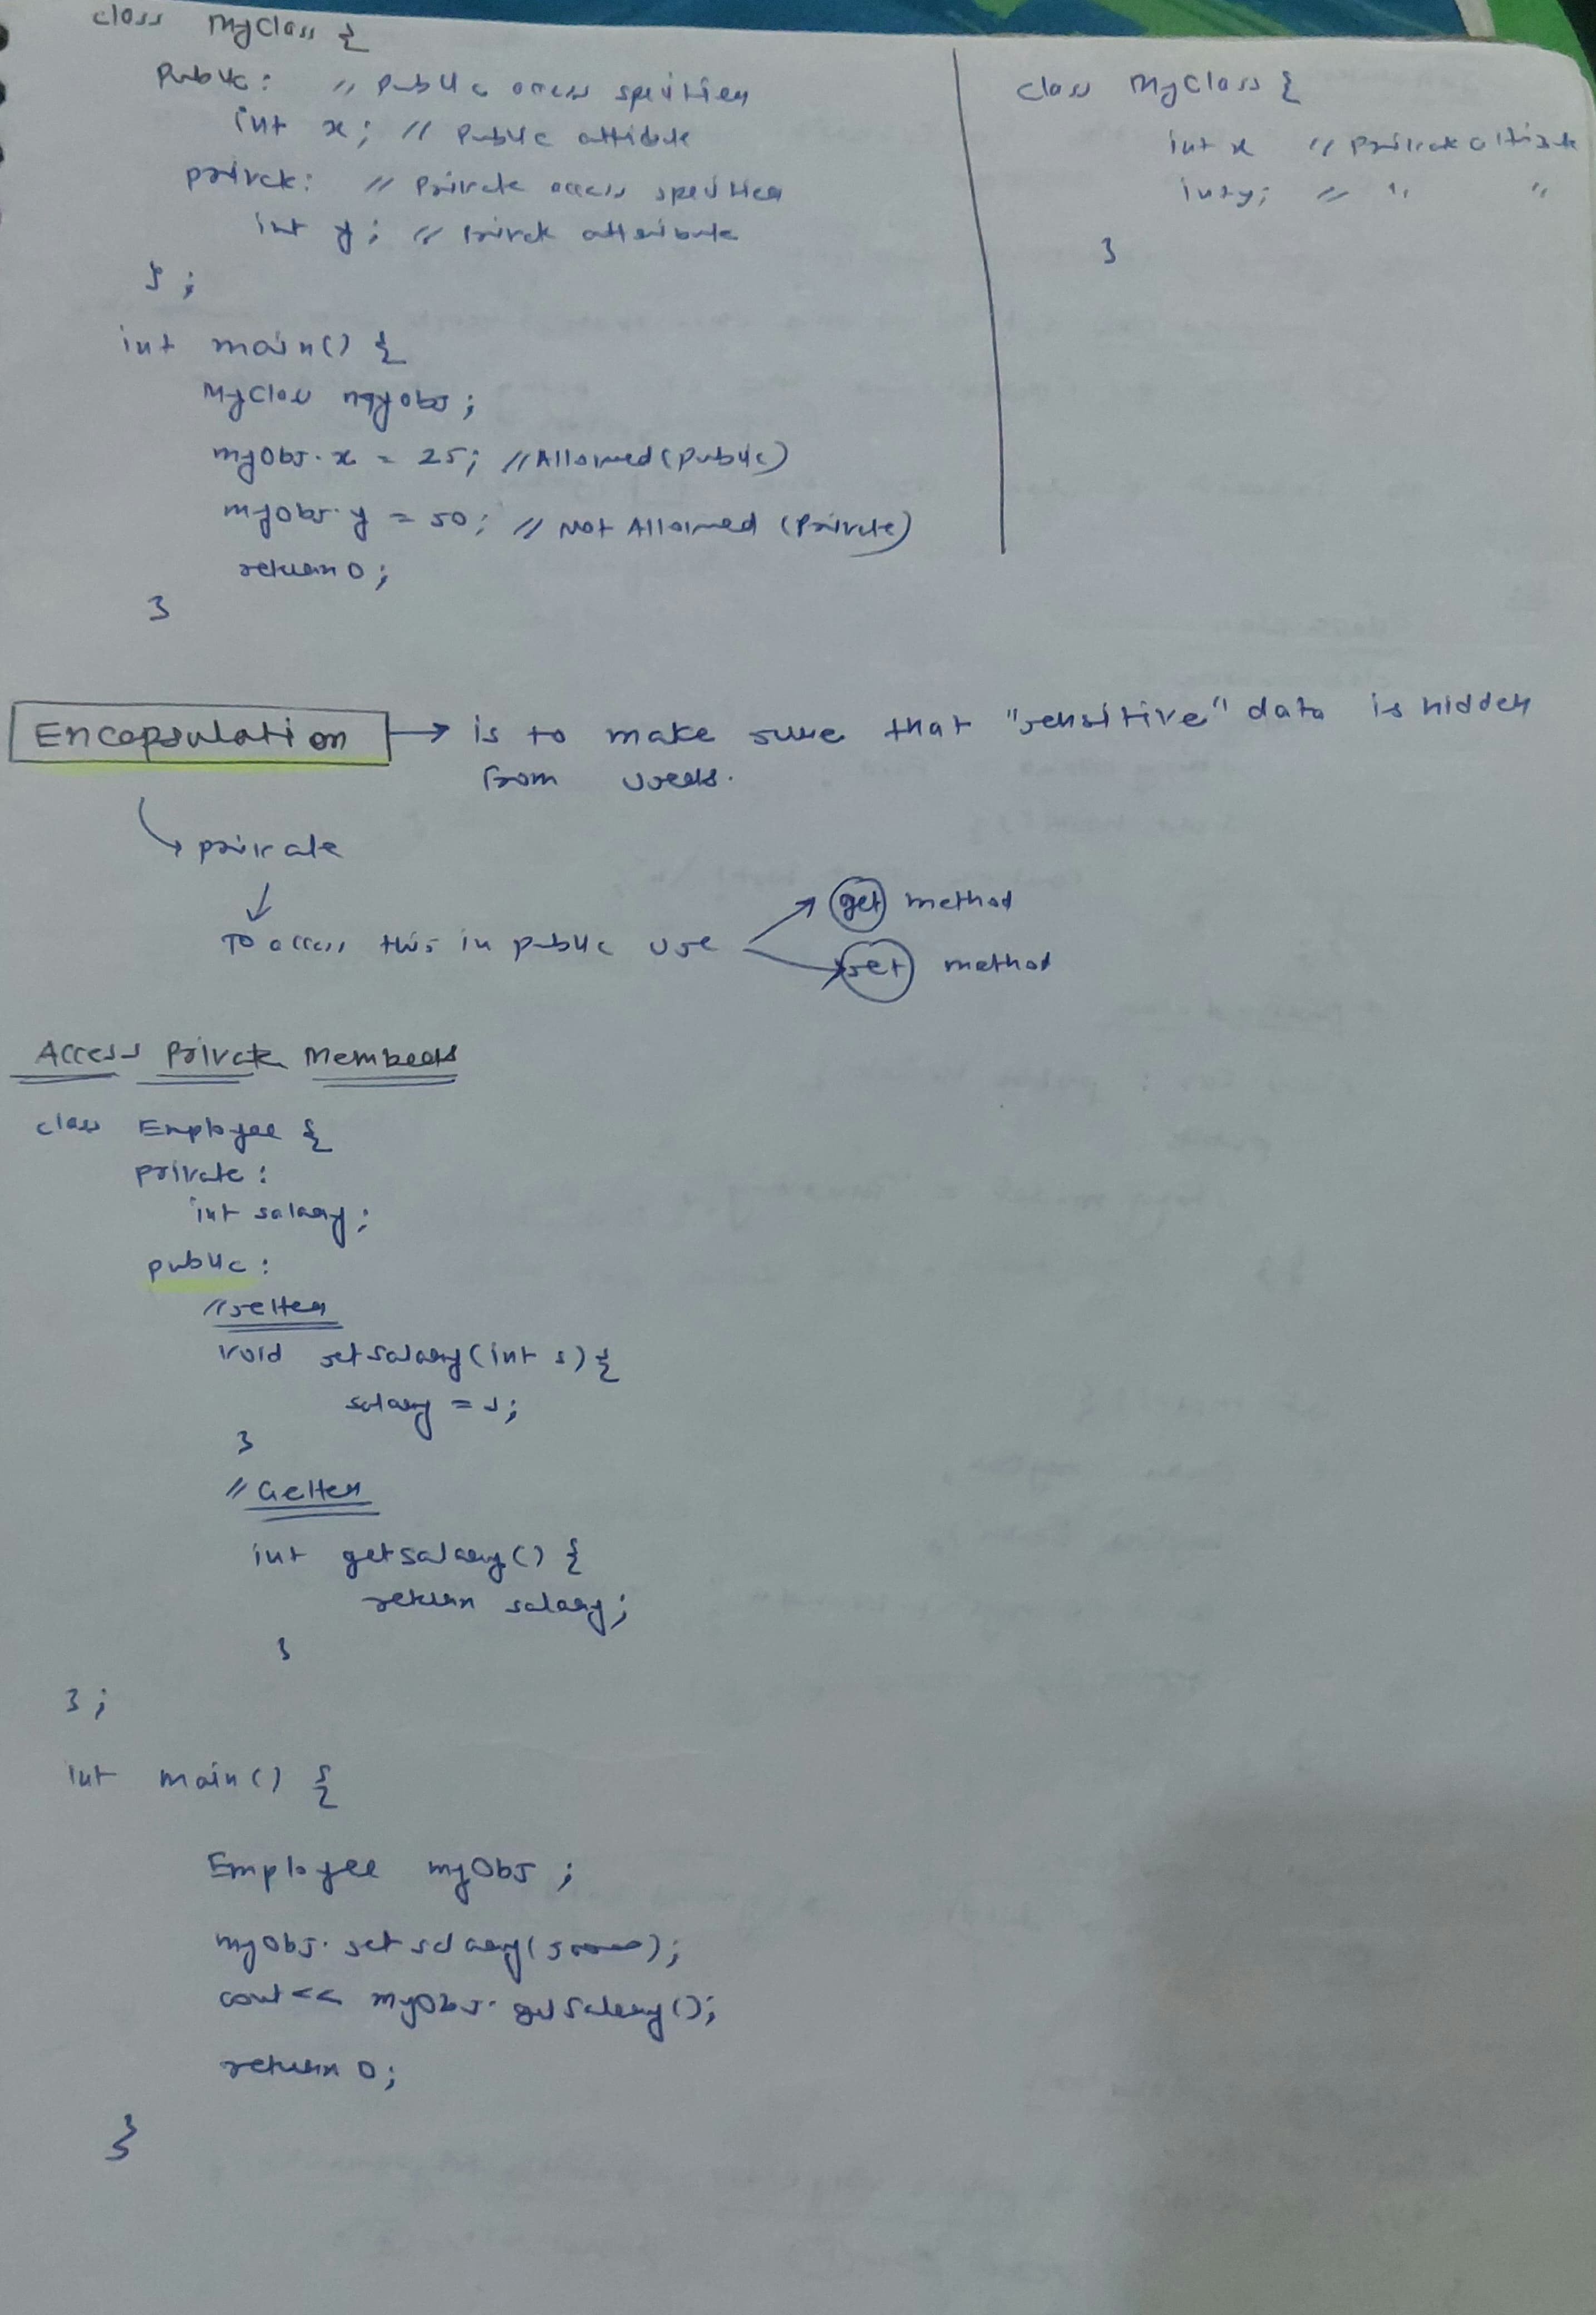 class MyClass {
public: // public access specifier
int x; // public attribute
private: // private access specifier
int y; // private attribute
};
int main() {
MyClass myobj;
myObj.x = 25; // Allowed (public)
myObj.y = 50; // Not Allowed (Private)
return 0;
}
class MyClass {
int x // Private attribute
int y; // " "
}
Encapsulation → is to make sure that "sensitive" data is hidden
from users.
↳ private
↓
To access this in public use → get method
→ set method
Access Private Members
class Employee {
private:
int salary;
public:
// setter
void setsalary(int s) {
salary = s;
}
// Getter
int getsalary() {
return salary;
}
};
int main() {
Employee myObj;
myObj.setsalary(50000);
cout << myObj.getSalary();
return 0;
}